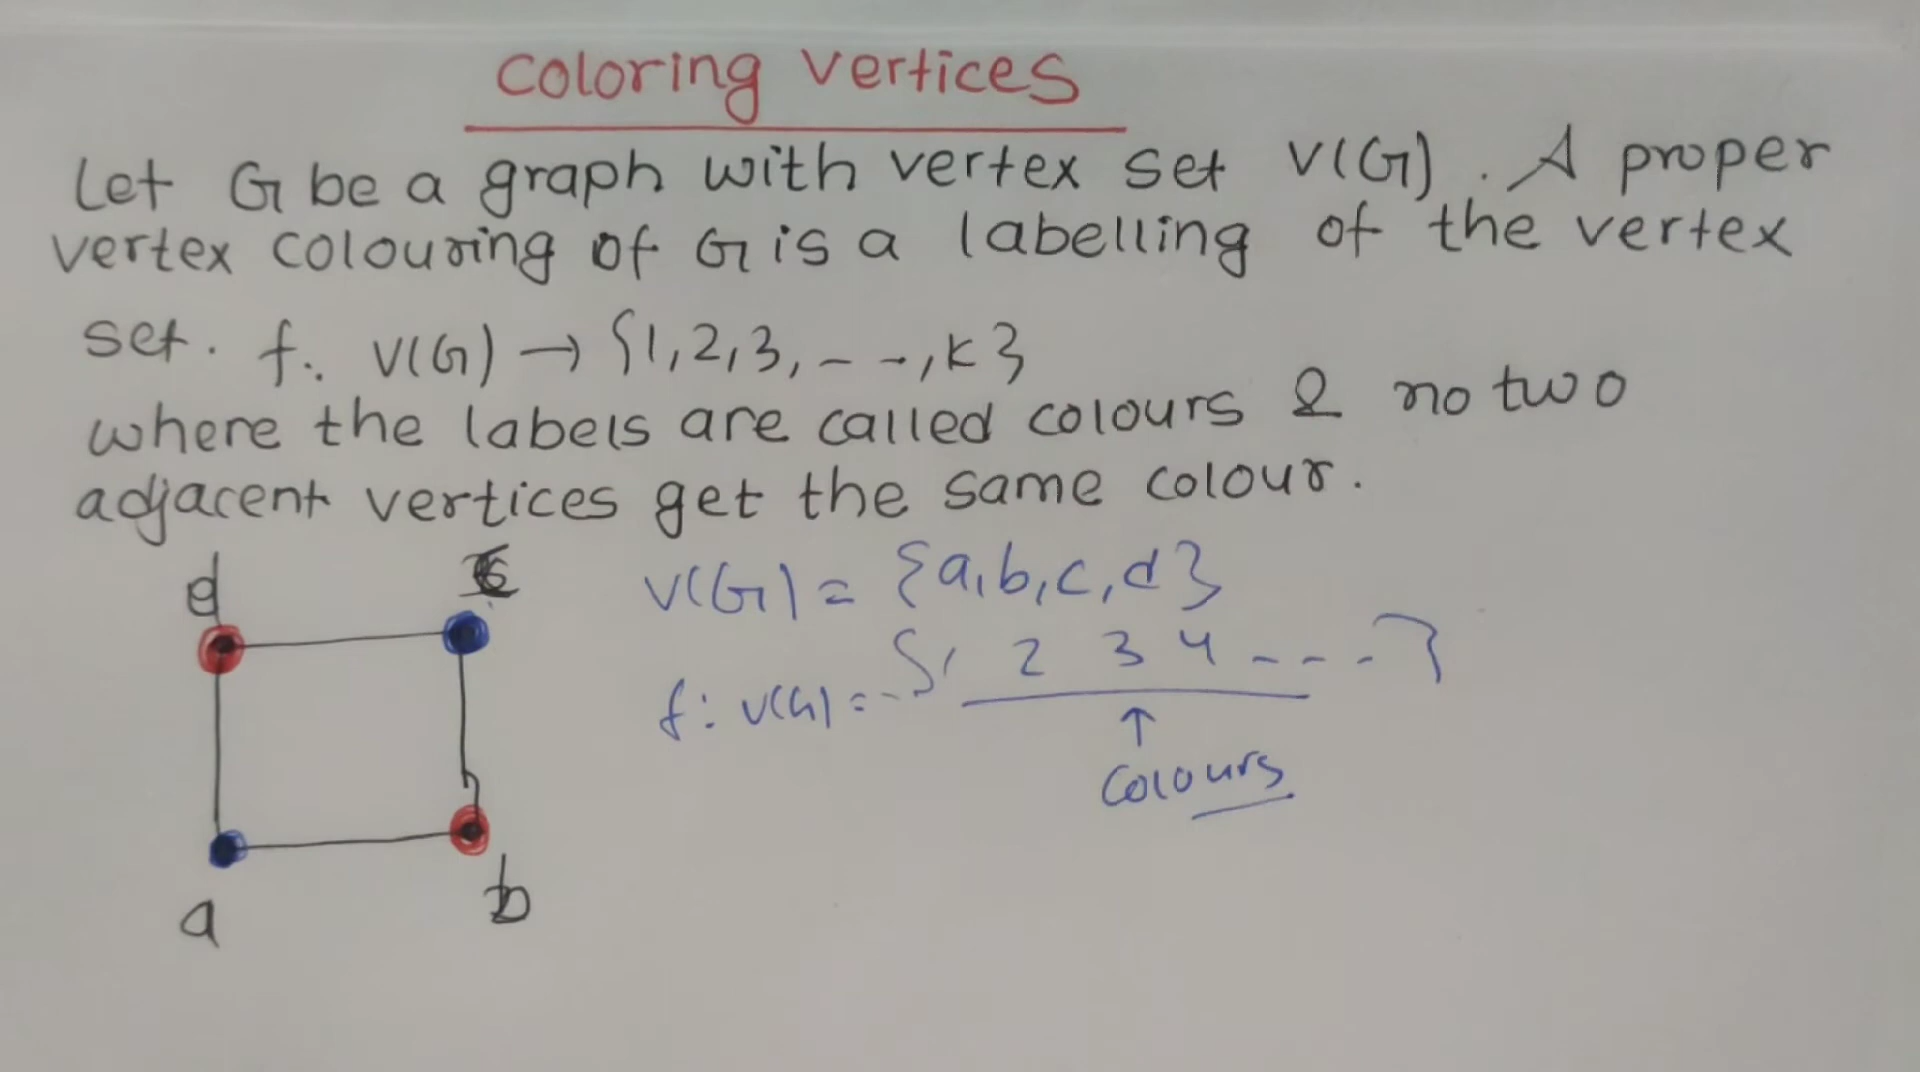 Coloring Vertices
Let G be a graph with vertex set V(G). A proper
vertex colouring of G is a labelling of the vertex
set. f: V(G) → {1,2,3,--,k}
where the labels are called colours & no two
adjacent vertices get the same colour.
d
V(G) = {a,b,c,d}
f: V(G) = {1 2 3 4 ---}
↑
Colours
a
b